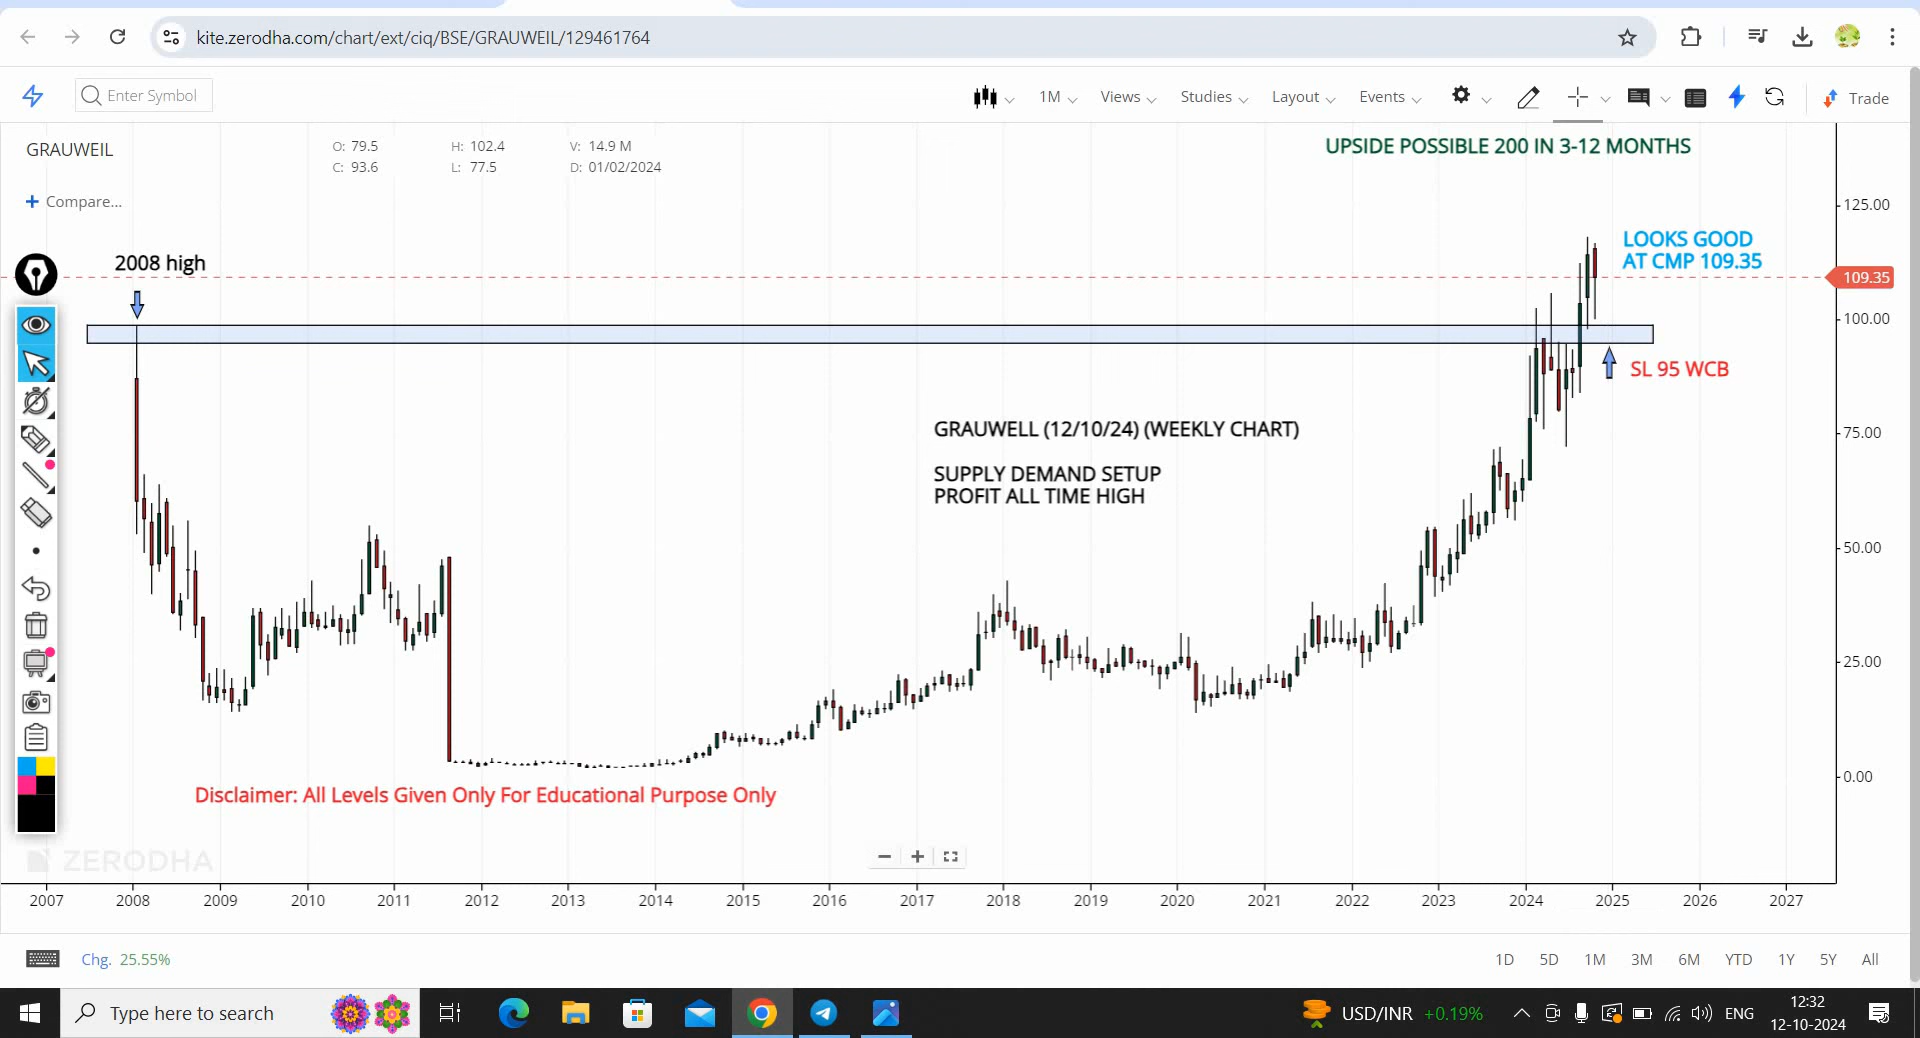 kite.zerodha.com/chart/ext/ciq/BSE/GRAUWEIL/129461764
Enter Symbol
1M
Views
Studies
Layout
Events
Trade
GRAUWEIL
O: 79.5
H: 102.4
V: 14.9 M
C: 93.6
L: 77.5
D: 01/02/2024
UPSIDE POSSIBLE 200 IN 3-12 MONTHS
+ Compare...
125.00
LOOKS GOOD
AT CMP 109.35
2008 high
109.35
100.00
SL 95 WCB
GRAUWELL (12/10/24) (WEEKLY CHART)
75.00
SUPPLY DEMAND SETUP
PROFIT ALL TIME HIGH
50.00
25.00
0.00
Disclaimer: All Levels Given Only For Educational Purpose Only
ZERODHA
2007 2008 2009 2010 2011 2012 2013 2014 2015 2016 2017 2018 2019 2020 2021 2022 2023 2024 2025 2026 2027
Chg. 25.55%
1D 5D 1M 3M 6M YTD 1Y 5Y All
Type here to search
USD/INR +0.19%
ENG
12:32
12-10-2024